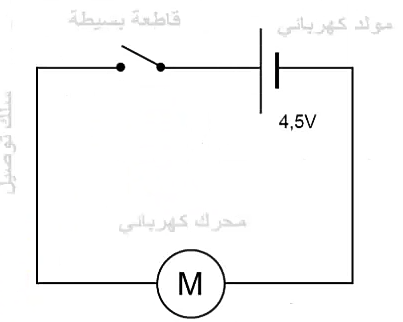 قاطعة بسيطة
مولد كهربائي
4,5V
سلك توصيل
محرك كهربائي
M